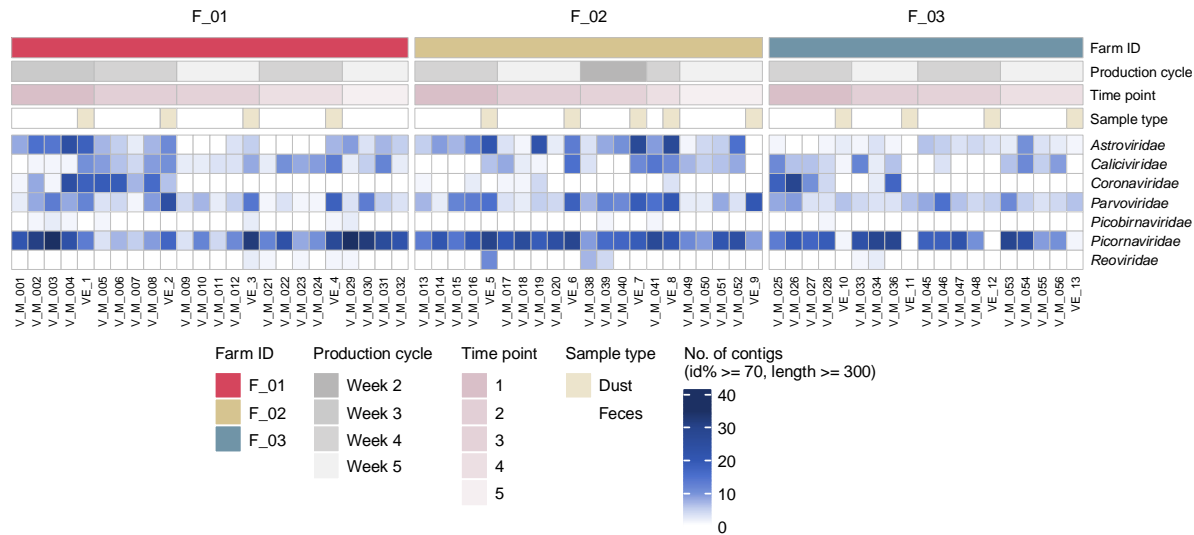 F_01 F_02 F_03
Farm ID
Production cycle
Time point
Sample type
Astroviridae
Caliciviridae
Coronaviridae
Parvoviridae
Picobirnaviridae
Picornaviridae
Reoviridae
V_M_001 V_M_002 V_M_003 V_M_004 VE_1 V_M_005 V_M_006 V_M_007 V_M_008 VE_2 V_M_009 V_M_010 V_M_011 V_M_012 VE_3 V_M_021 V_M_022 V_M_023 V_M_024 VE_4 V_M_029 V_M_030 V_M_031 V_M_032 V_M_013 V_M_014 V_M_015 V_M_016 VE_5 V_M_017 V_M_018 V_M_019 V_M_020 VE_6 V_M_038 V_M_039 V_M_040 VE_7 V_M_041 VE_8 V_M_049 V_M_050 V_M_051 V_M_052 VE_9 V_M_025 V_M_026 V_M_027 V_M_028 VE_10 V_M_033 V_M_034 V_M_036 VE_11 V_M_045 V_M_046 V_M_047 V_M_048 VE_12 V_M_053 V_M_054 V_M_055 V_M_056 VE_13
Farm ID
F_01
F_02
F_03
Production cycle
Week 2
Week 3
Week 4
Week 5
Time point
1
2
3
4
5
Sample type
Dust
Feces
No. of contigs
(id% >= 70, length >= 300)
40
30
20
10
0